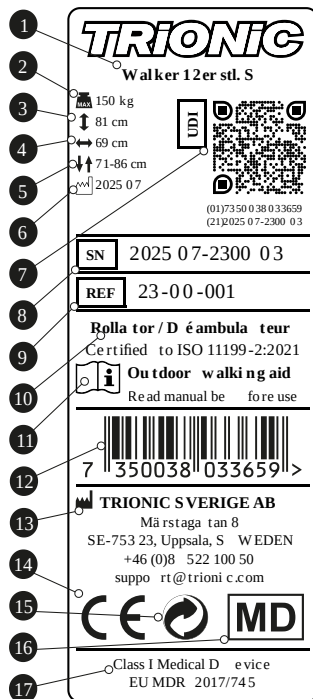 1
TRiONiC
Walker 12er stl. S
2
MAX 150 kg
3
81 cm
4
69 cm
5
71-86 cm
6
2025 07
UDI
(01)7350038033659
(21)202507-2300 03
7
8
SN 2025 07-2300 03
9
REF 23-00-001
10
Rollator / Déambulateur
Certified to ISO 11199-2:2021
11
i Outdoor walking aid
Read manual before use
12
7 350038 033659 >
13
TRIONIC SVERIGE AB
Märstagatan 8
SE-753 23, Uppsala, SWEDEN
+46 (0)8 522 100 50
support@trionic.com
14
CE
15
MD
16
17
Class I Medical Device
EU MDR 2017/745